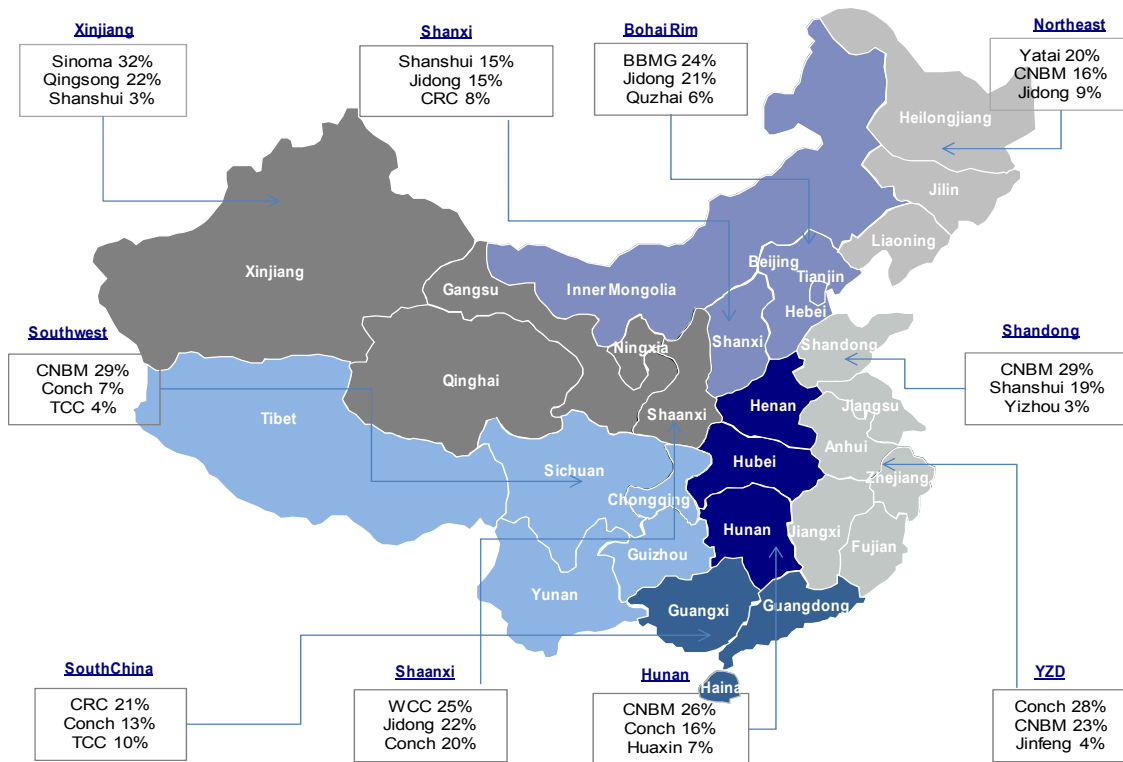 Xinjiang
Sinoma 32%
Qingsong 22%
Shanshui 3%
Shanxi
Shanshui 15%
Jidong 15%
CRC 8%
Bohai Rim
BBMG 24%
Jidong 21%
Quzhai 6%
Northeast
Yatai 20%
CNBM 16%
Jidong 9%
Heilongjiang
Jilin
Liaoning
Xinjiang
Gangsu
Inner Mongolia
Beijing
Tianjin
Hebei
Southwest
CNBM 29%
Conch 7%
TCC 4%
Shandong
CNBM 29%
Shanshui 19%
Yizhou 3%
Ningxia
Shanxi
Shandong
Qinghai
Tibet
Shaanxi
Henan
Jiangsu
Anhui
Sichuan
Hubei
Zhejiang
Chongqing
Hunan
Jiangxi
Guizhou
Fujian
Yunan
Guangxi
Guangdong
Haina
SouthChina
CRC 21%
Conch 13%
TCC 10%
Shaanxi
WCC 25%
Jidong 22%
Conch 20%
Hunan
CNBM 26%
Conch 16%
Huaxin 7%
YZD
Conch 28%
CNBM 23%
Jinfeng 4%